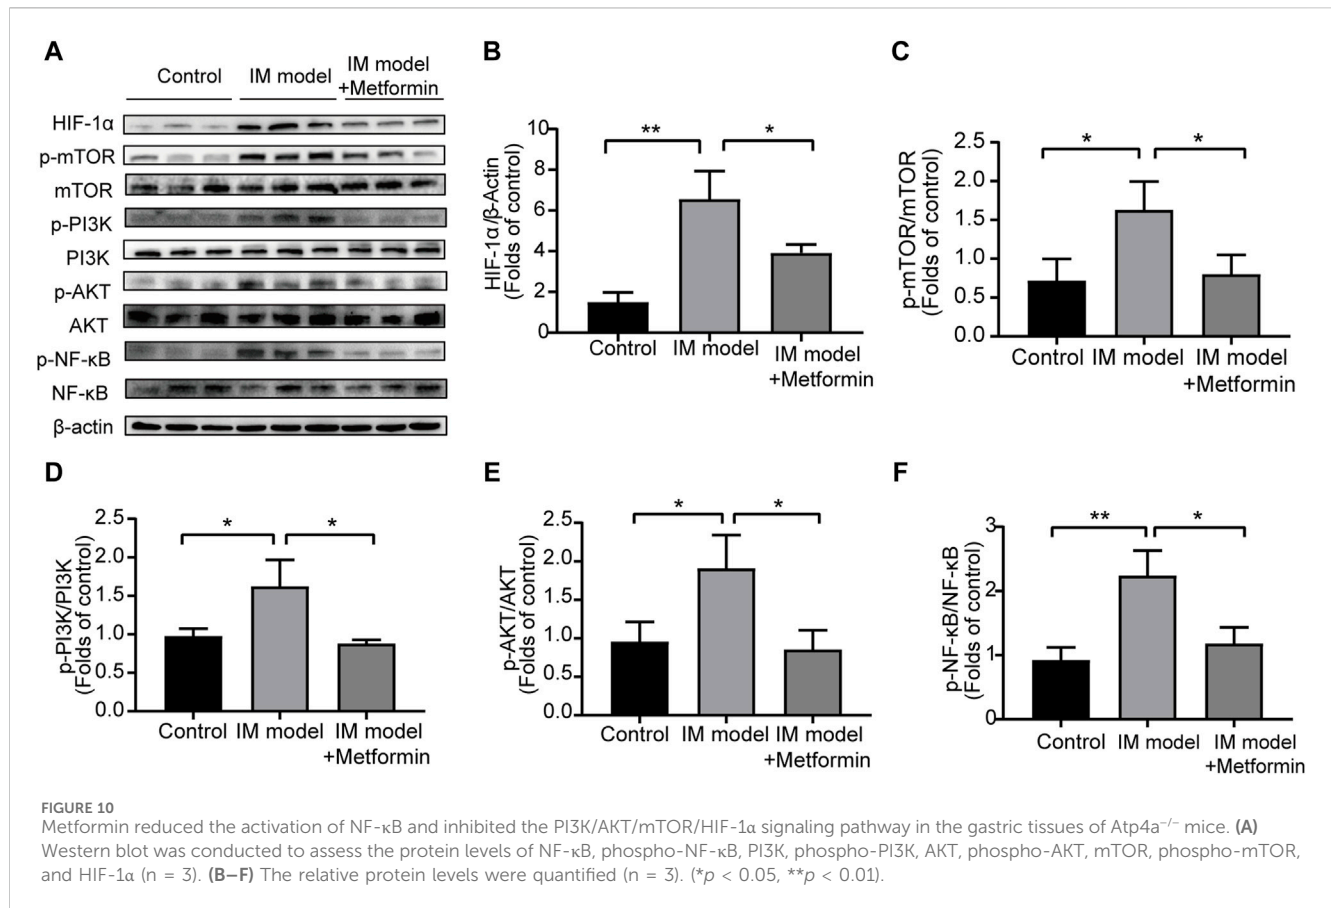 A
Control
IM model
IM model
+Metformin
HIF-1α
p-mTOR
mTOR
p-PI3K
PI3K
p-AKT
AKT
p-NF-κB
NF-κB
β-actin
B
HIF-1α/β-Actin
(Folds of control)
10
8
6
4
2
0
**
*
Control
IM model
IM model
+Metformin
C
p-mTOR/mTOR
(Folds of control)
2.5
2.0
1.5
1.0
0.5
0.0
*
*
Control
IM model
IM model
+Metformin
D
p-PI3K/PI3K
(Folds of control)
2.5
2.0
1.5
1.0
0.5
0.0
*
*
Control
IM model
IM model
+Metformin
E
p-AKT/AKT
(Folds of control)
2.5
2.0
1.5
1.0
0.5
0.0
*
*
Control
IM model
IM model
+Metformin
F
p-NF-κB/NF-κB
(Folds of control)
3
2
1
0
**
*
Control
IM model
IM model
+Metformin
FIGURE 10
Metformin reduced the activation of NF-κB and inhibited the PI3K/AKT/mTOR/HIF-1α signaling pathway in the gastric tissues of Atp4a⁻/⁻ mice. (A)
Western blot was conducted to assess the protein levels of NF-κB, phospho-NF-κB, PI3K, phospho-PI3K, AKT, phospho-AKT, mTOR, phospho-mTOR,
and HIF-1α (n = 3). (B–F) The relative protein levels were quantified (n = 3). (*p < 0.05, **p < 0.01).